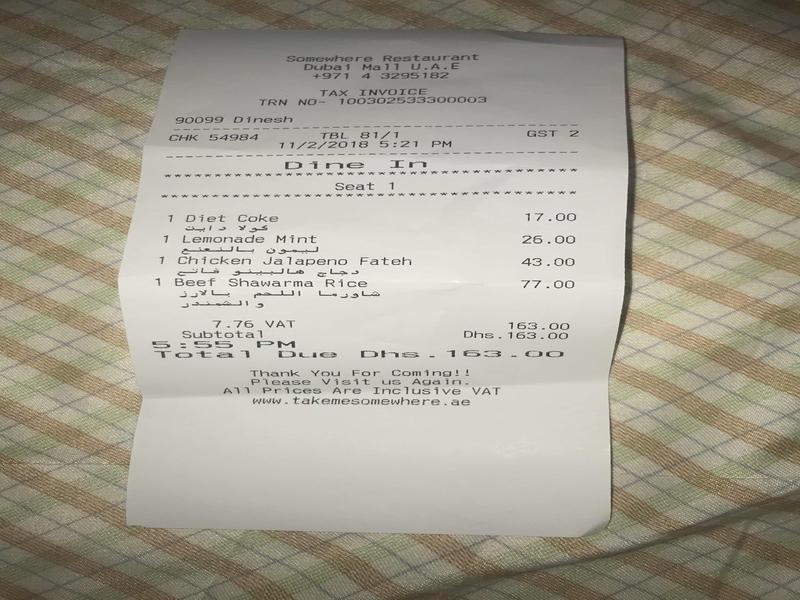 Somewhere Restaurant
Dubai Mall U.A.E
+971 4 3295182
TAX INVOICE
TRN NO- 100302533300003
90099 Dinesh
CHK 54984 TBL 81/1 GST 2
11/2/2018 5:21 PM
Dine In
****************************************
Seat 1
****************************************
1 Diet Coke 17.00
كولا دايت
1 Lemonade Mint 26.00
ليمون بالنعنع
1 Chicken Jalapeno Fateh 43.00
دجاج هالبينو فاتح
1 Beef Shawarma Rice 77.00
شاورما اللحم بالارز
والشمندر
7.76 VAT 163.00
Subtotal Dhs.163.00
5:55 PM
Total Due Dhs.163.00
Thank You For Coming!!
Please Visit us Again.
All Prices Are Inclusive VAT
www.takemesomewhere.ae